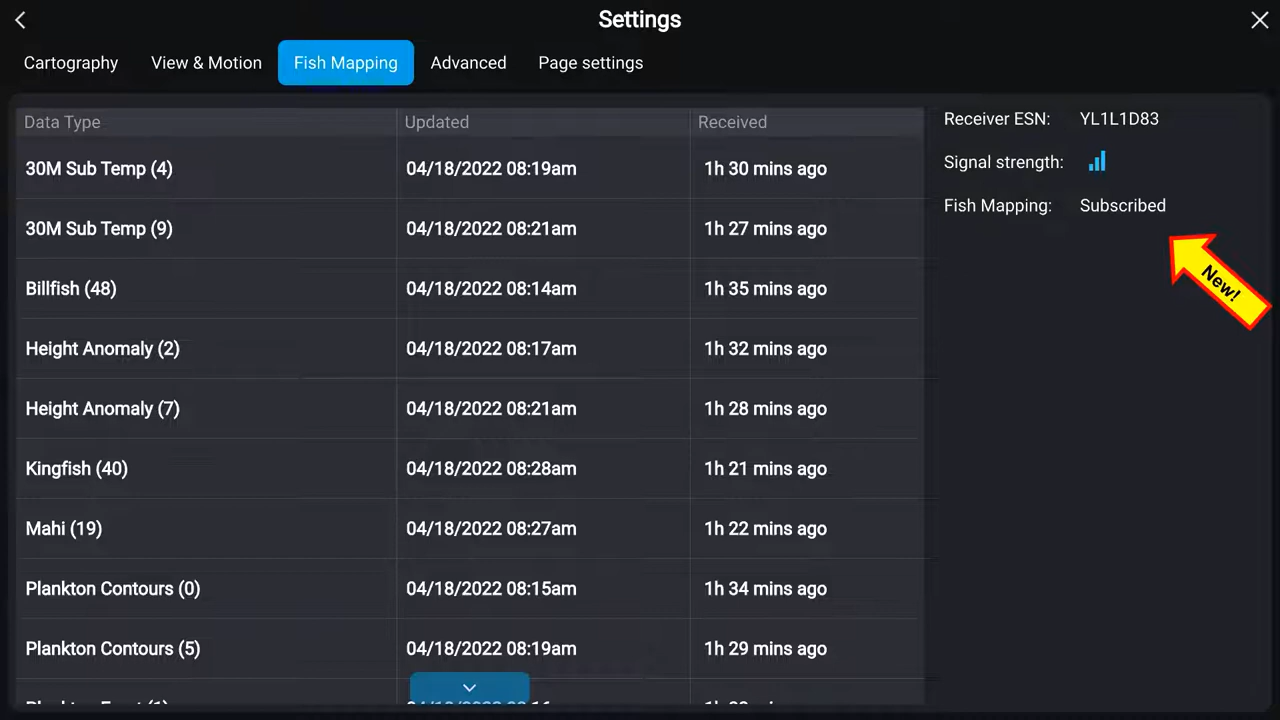 Settings
Cartography View & Motion Fish Mapping Advanced Page settings
Data Type Updated Received
30M Sub Temp (4) 04/18/2022 08:19am 1h 30 mins ago
30M Sub Temp (9) 04/18/2022 08:21am 1h 27 mins ago
Billfish (48) 04/18/2022 08:14am 1h 35 mins ago
Height Anomaly (2) 04/18/2022 08:17am 1h 32 mins ago
Height Anomaly (7) 04/18/2022 08:21am 1h 28 mins ago
Kingfish (40) 04/18/2022 08:28am 1h 21 mins ago
Mahi (19) 04/18/2022 08:27am 1h 22 mins ago
Plankton Contours (0) 04/18/2022 08:15am 1h 34 mins ago
Plankton Contours (5) 04/18/2022 08:19am 1h 29 mins ago
Receiver ESN: YL1L1D83
Signal strength:
Fish Mapping: Subscribed
New!